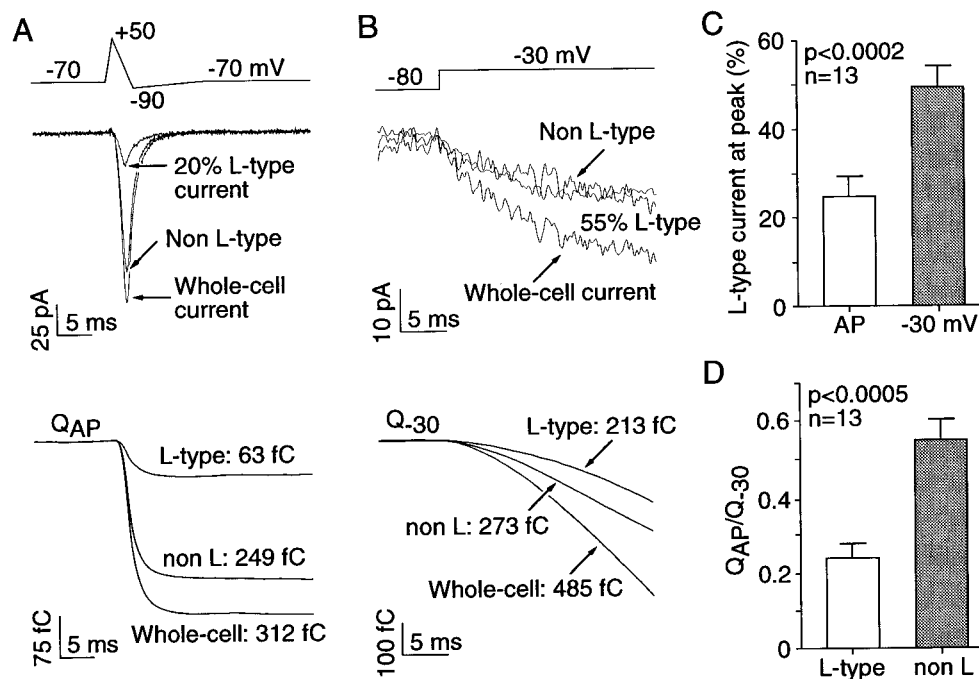 A
+50
-70
-70 mV
-90
20% L-type
current
Non L-type
Whole-cell
current
25 pA
5 ms
B
-30 mV
-80
Non L-type
55% L-type
Whole-cell current
10 pA
5 ms
C
L-type current at peak (%)
60
40
20
0
p<0.0002
n=13
AP
-30 mV
QAP
L-type: 63 fC
non L: 249 fC
Whole-cell: 312 fC
75 fC
5 ms
Q-30
L-type: 213 fC
non L: 273 fC
Whole-cell: 485 fC
100 fC
5 ms
D
QAP/Q-30
0.6
0.4
0.2
0
p<0.0005
n=13
L-type
non L